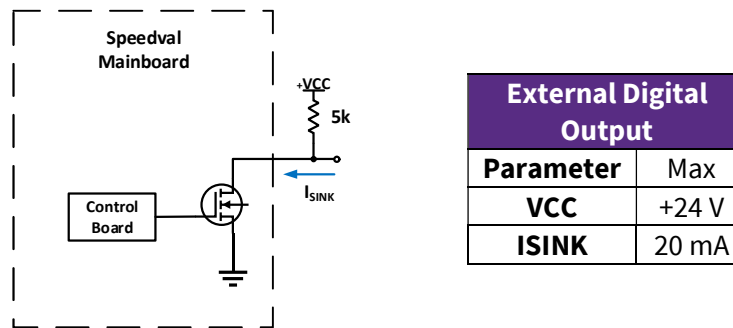 Speedval
Mainboard
+VCC
5k
ISINK
Control
Board
External Digital
Output
Parameter Max
VCC +24 V
ISINK 20 mA